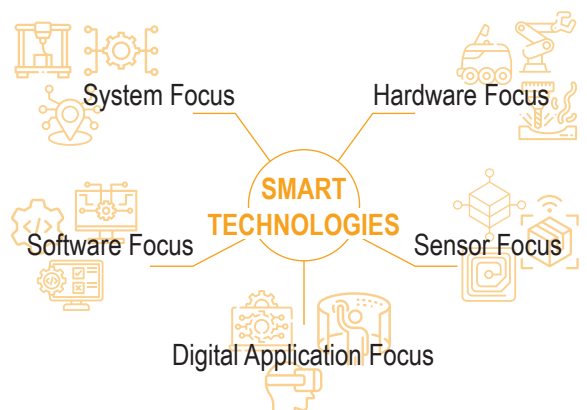 System Focus
Hardware Focus
SMART
TECHNOLOGIES
Software Focus
Sensor Focus
Digital Application Focus